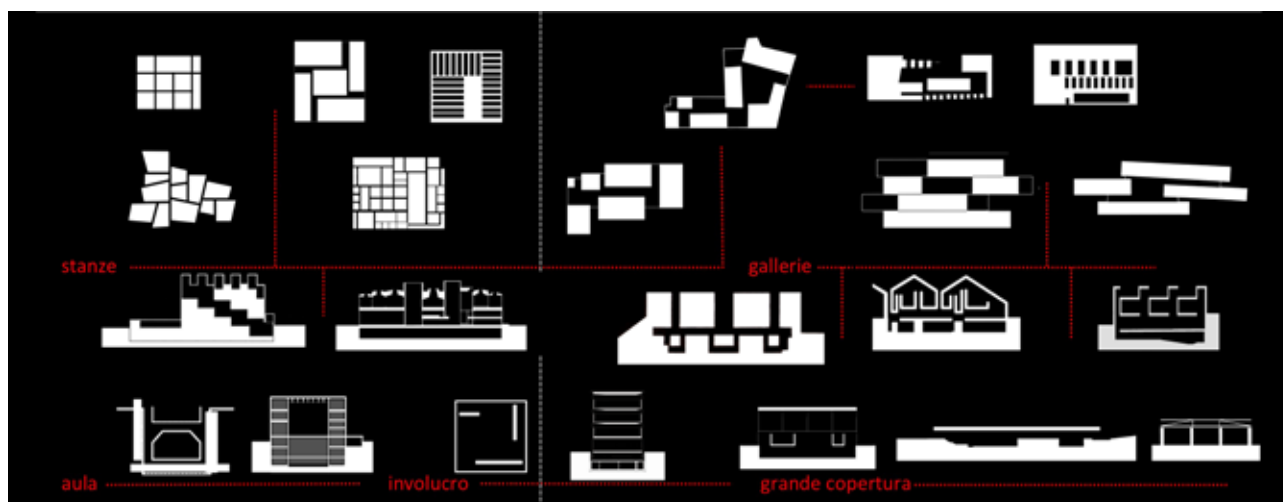 stanze
gallerie
aula
involucro
grande copertura